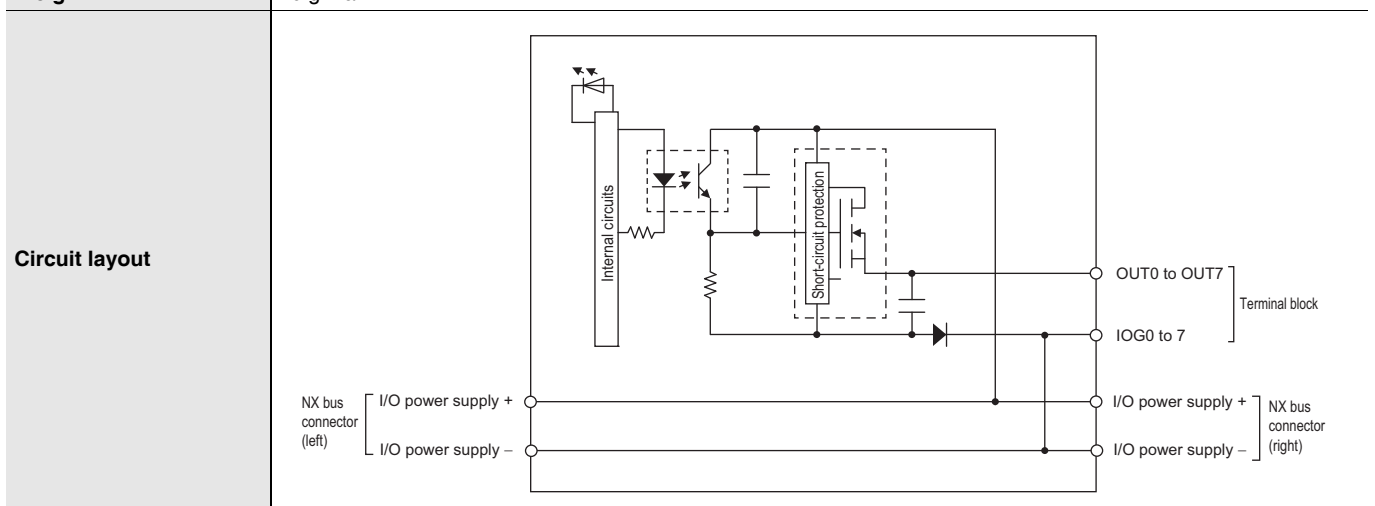 Circuit layout
Internal circuits
Short-circuit protection
OUT0 to OUT7
Terminal block
IOG0 to 7
NX bus
connector
(left)
I/O power supply +
I/O power supply –
I/O power supply +
I/O power supply –
NX bus
connector
(right)